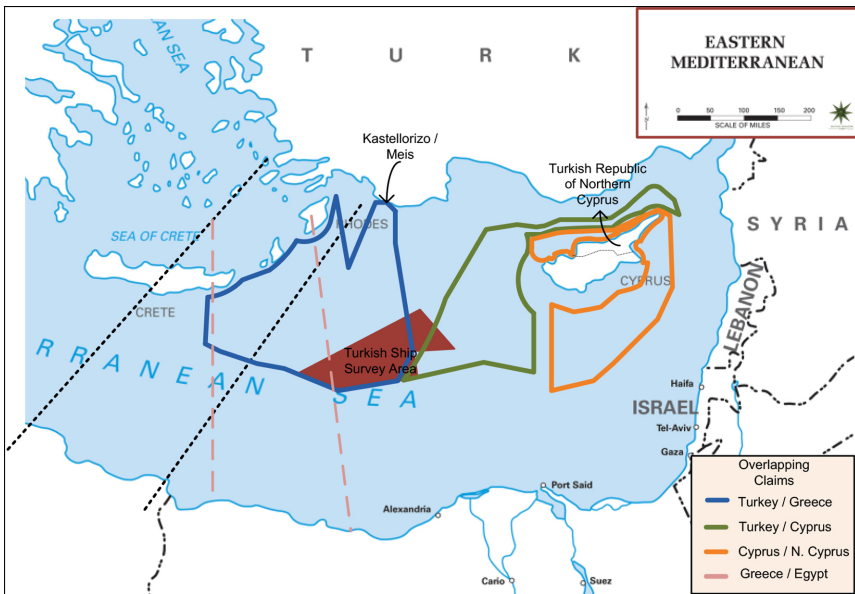 AN SEA
T U R K
EASTERN
MEDITERRANEAN
0 50 100 150 200
SCALE OF MILES
N
Kastellorizo /
Meis
Turkish Republic
of Northern
Cyprus
RHODES
SEA OF CRETE
SYRIA
CYPRUS
CRETE
LEBANON
Turkish Ship
Survey Area
RRANEAN SEA
Haifa
ISRAEL
Tel-Aviv
Gaza
Port Said
Alexandria
Cario
Suez
Overlapping
Claims
Turkey / Greece
Turkey / Cyprus
Cyprus / N. Cyprus
Greece / Egypt